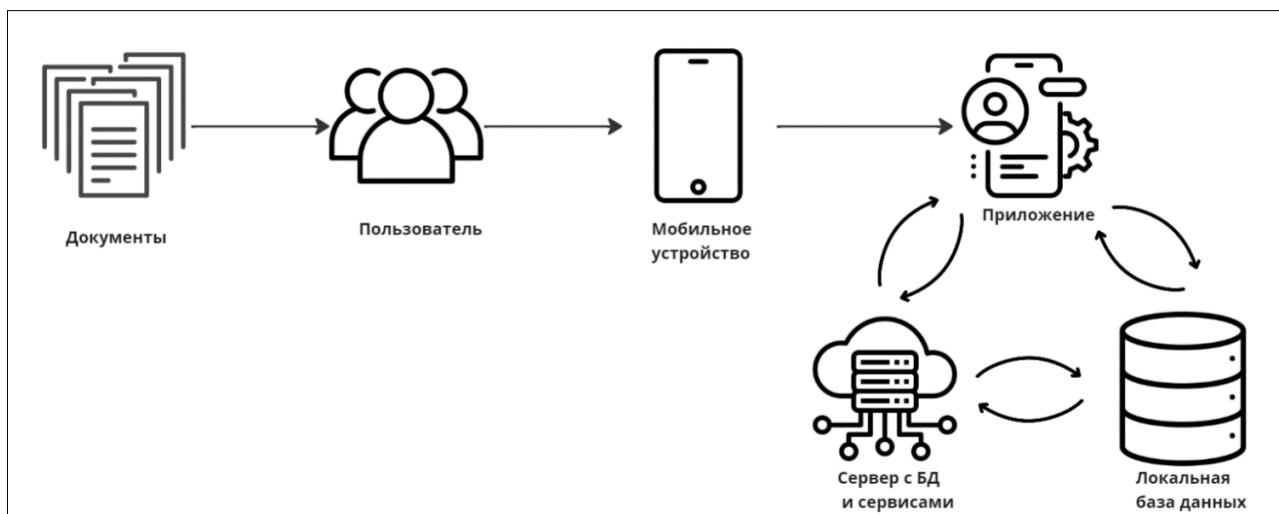 Документы
Пользователь
Мобильное
устройство
Приложение
Сервер с БД
и сервисами
Локальная
база данных